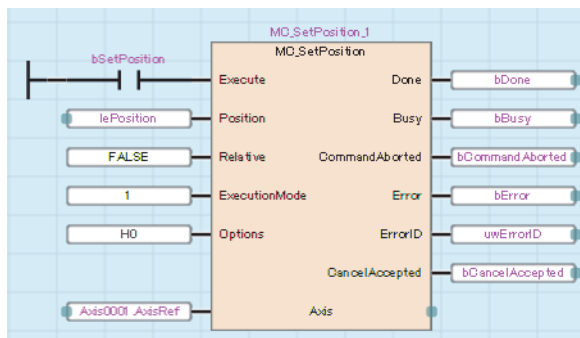 MC_SetPosition_1
MC_SetPosition
bSetPosition
Execute Done bDone
lePosition Position Busy bBusy
FALSE Relative CommandAborted bCommandAborted
1 ExecutionMode Error bError
H0 Options ErrorID uwErrorID
CancelAccepted bCancelAccepted
Axis0001.AxisRef Axis